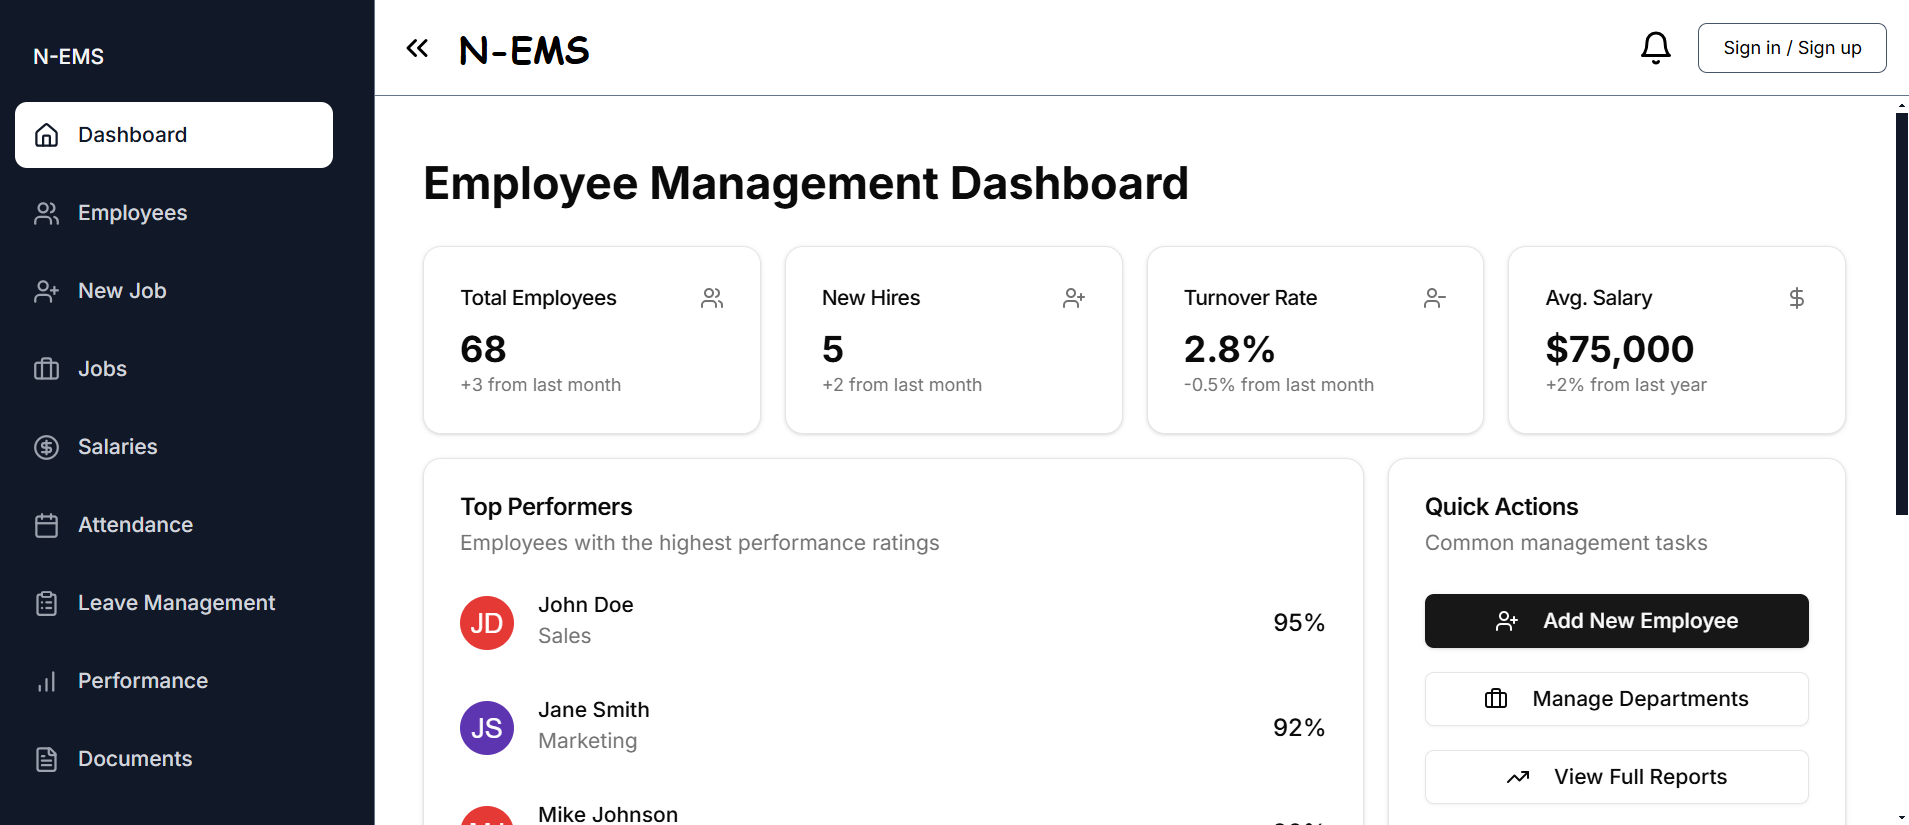 N-EMS
Dashboard
Employees
New Job
Jobs
Salaries
Attendance
Leave Management
Performance
Documents
N-EMS
Sign in / Sign up
Employee Management Dashboard
Total Employees
68
+3 from last month
New Hires
5
+2 from last month
Turnover Rate
2.8%
-0.5% from last month
Avg. Salary
$75,000
+2% from last year
Top Performers
Employees with the highest performance ratings
JD
John Doe
Sales
95%
JS
Jane Smith
Marketing
92%
Mike Johnson
Quick Actions
Common management tasks
Add New Employee
Manage Departments
View Full Reports